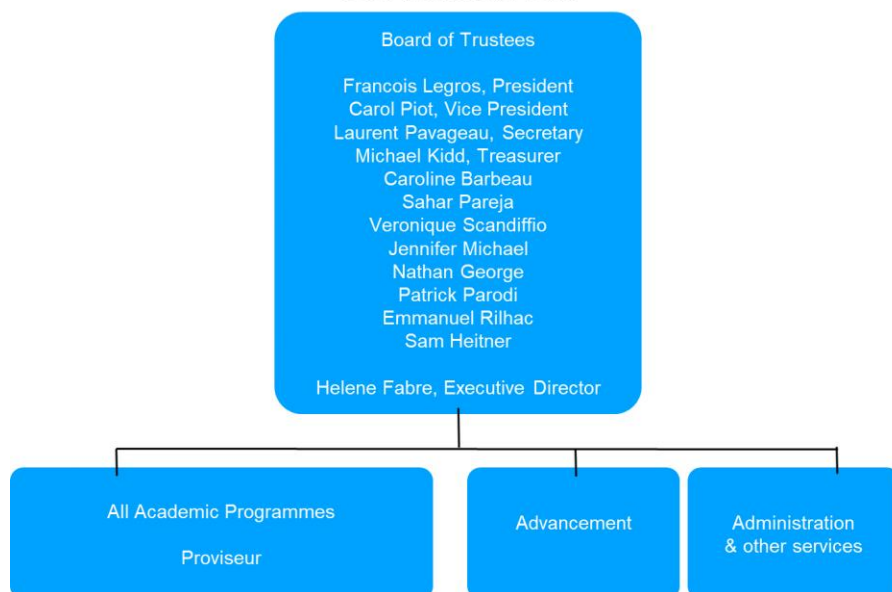 Board of Trustees
Francois Legros, President
Carol Piot, Vice President
Laurent Pavageau, Secretary
Michael Kidd, Treasurer
Caroline Barbeau
Sahar Pareja
Veronique Scandiffio
Jennifer Michael
Nathan George
Patrick Parodi
Emmanuel Rilhac
Sam Heitner
Helene Fabre, Executive Director
All Academic Programmes
Proviseur
Advancement
Administration
& other services